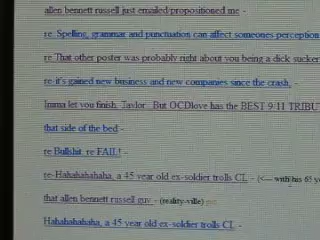 allen bennett russell just emailed/propositioned me -
re Spelling, grammar and punctuation can affect someones perception
re That other poster was probably right about you being a dick sucker
re it's gained new business and new companies since the crash, -
Imma let you finish, Taylor. But OCDlove has the BEST 9-11 TRIBU
that side of the bed -
re Bullshit. re FAIL! -
re-Hahahahahaha, a 45 year old ex-soldier trolls CL - (<-- with his 65 y
that allen bennett russell guy - (reality-ville)
Hahahahahaha, a 45 year old ex-soldier trolls CL -